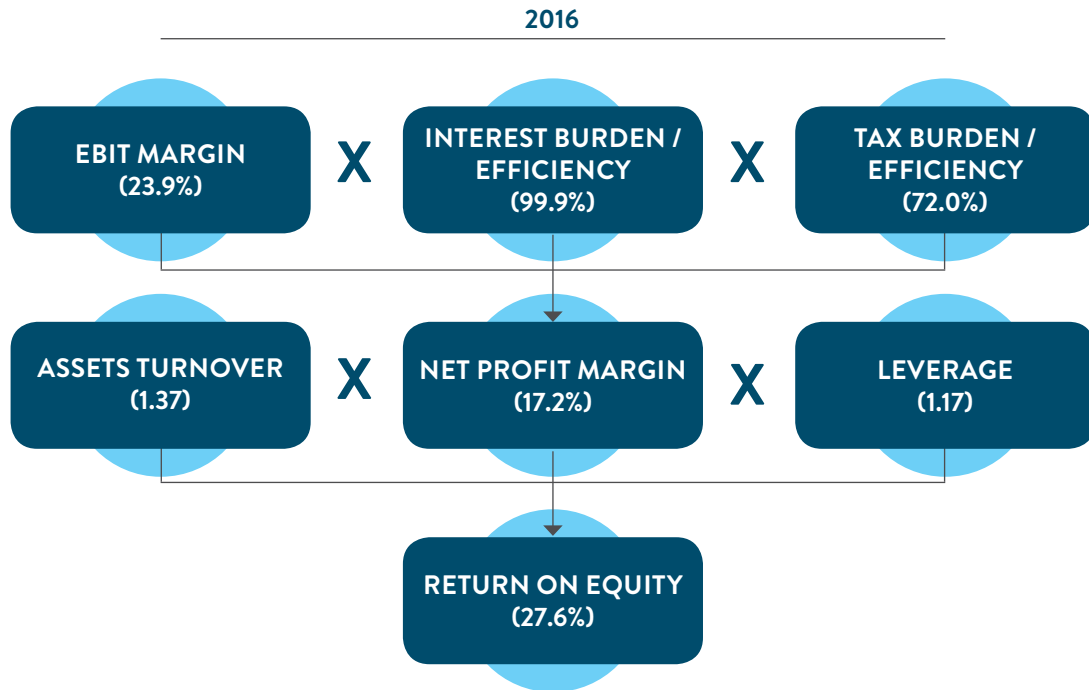 2016
EBIT MARGIN
(23.9%)
X
INTEREST BURDEN /
EFFICIENCY
(99.9%)
X
TAX BURDEN /
EFFICIENCY
(72.0%)
ASSETS TURNOVER
(1.37)
X
NET PROFIT MARGIN
(17.2%)
X
LEVERAGE
(1.17)
RETURN ON EQUITY
(27.6%)